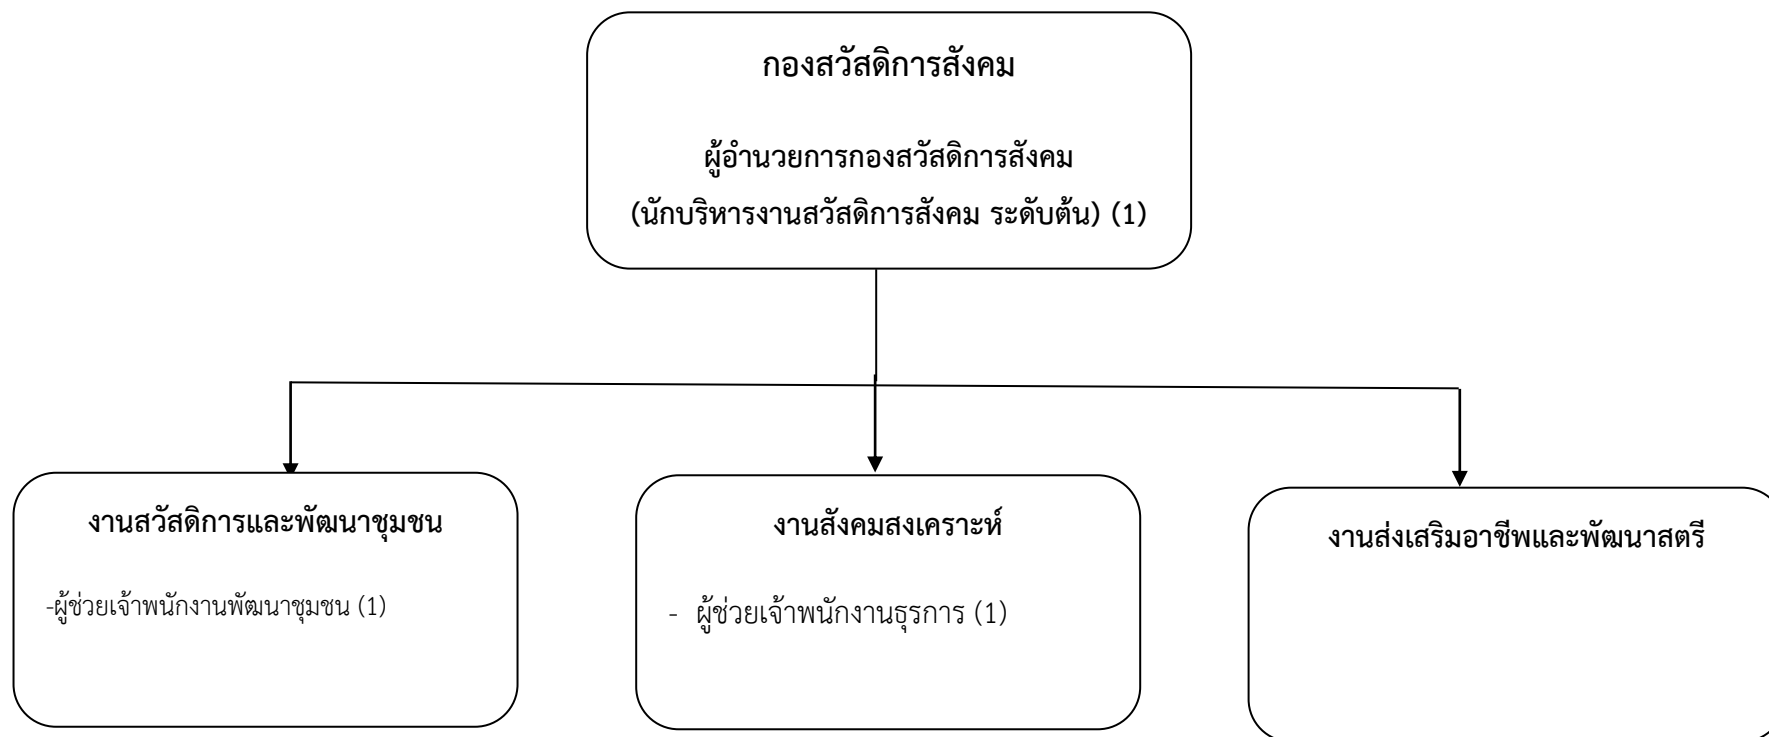 กองสวัสดิการสังคม
ผู้อำนวยการกองสวัสดิการสังคม
(นักบริหารงานสวัสดิการสังคม ระดับต้น) (1)
งานสวัสดิการและพัฒนาชุมชน
-ผู้ช่วยเจ้าพนักงานพัฒนาชุมชน (1)
งานสังคมสงเคราะห์
- ผู้ช่วยเจ้าพนักงานธุรการ (1)
งานส่งเสริมอาชีพและพัฒนาสตรี